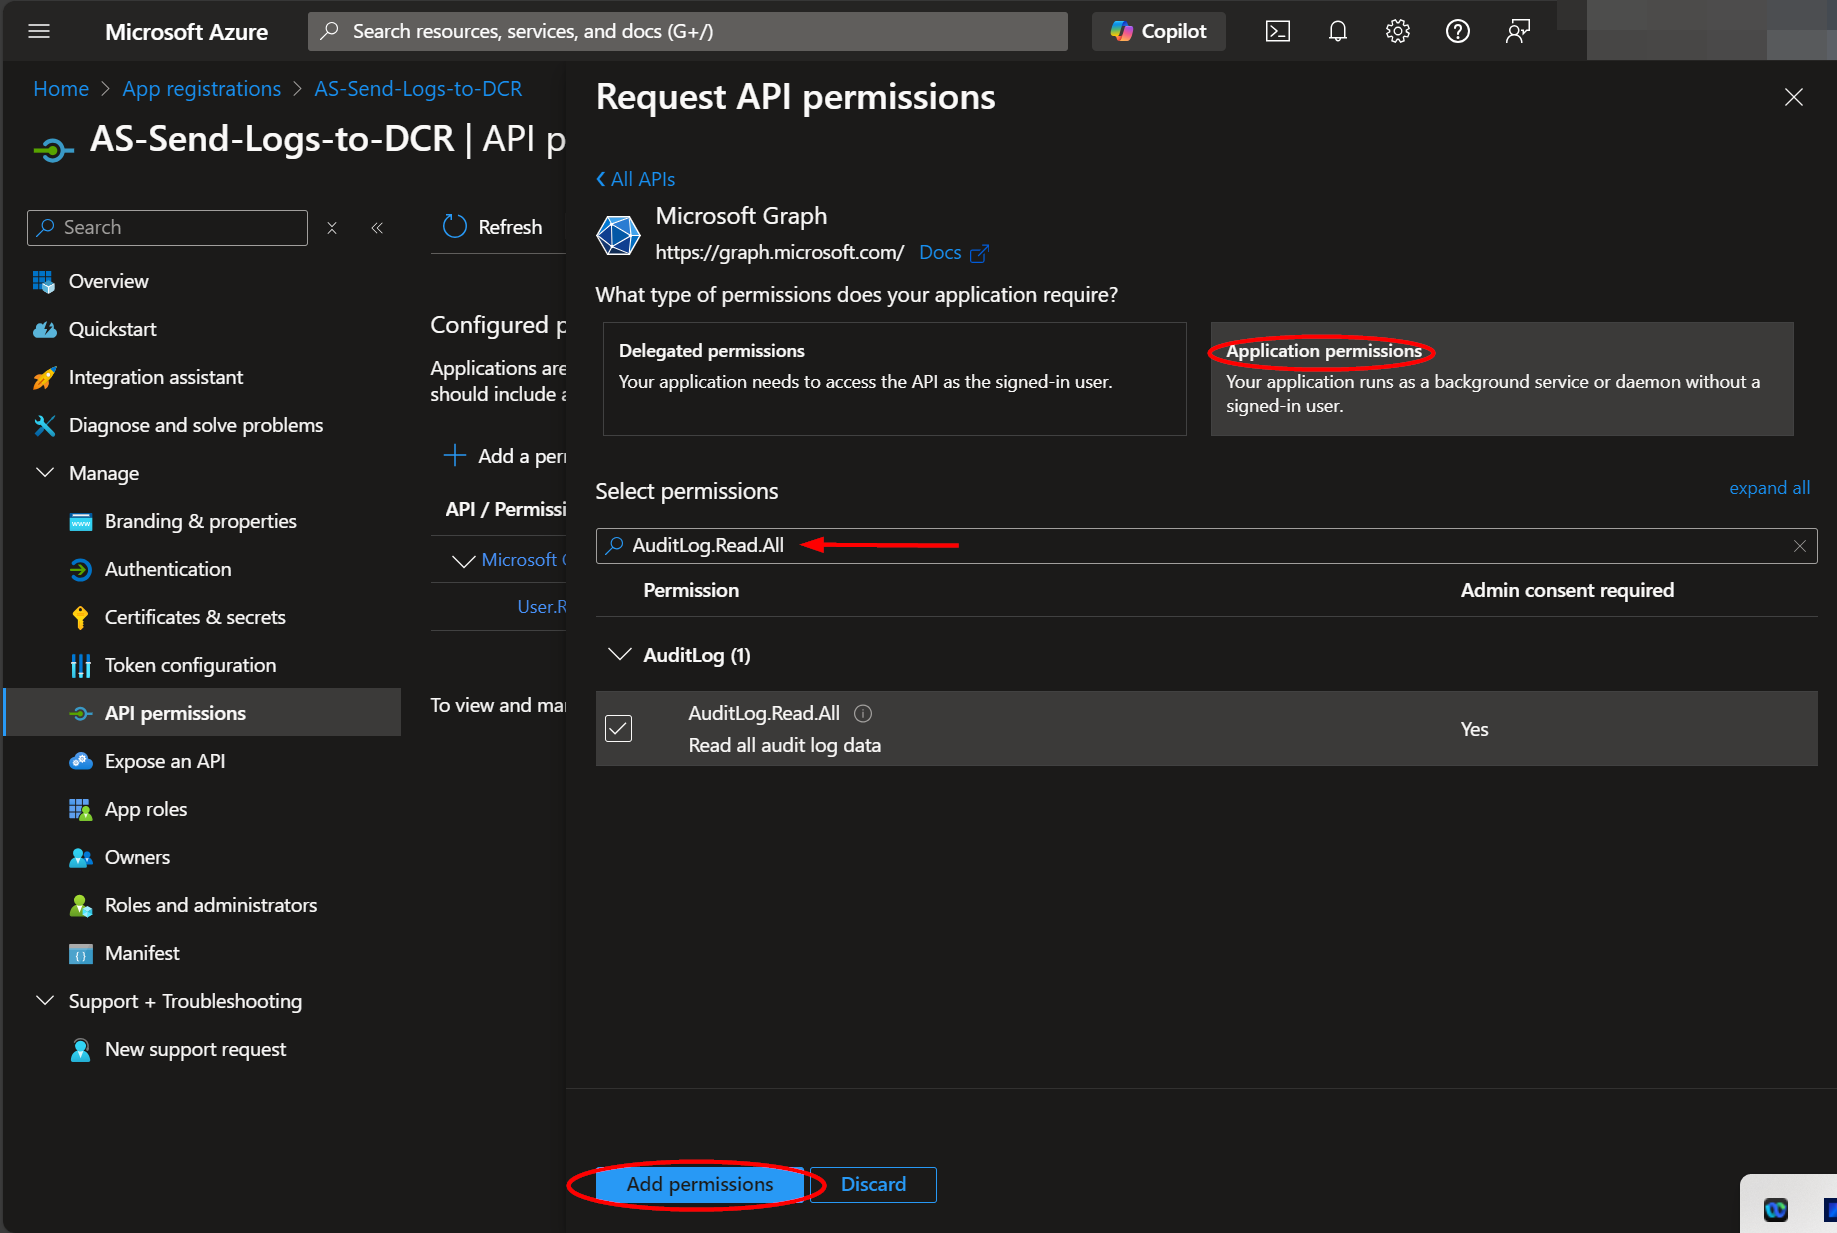 Microsoft Azure
Search resources, services, and docs (G+/)
Copilot
Home > App registrations > AS-Send-Logs-to-DCR
AS-Send-Logs-to-DCR | API p
Search
Overview
Quickstart
Integration assistant
Diagnose and solve problems
Manage
Branding & properties
Authentication
Certificates & secrets
Token configuration
API permissions
Expose an API
App roles
Owners
Roles and administrators
Manifest
Support + Troubleshooting
New support request
Refresh
Configured p
Applications are
should include a
Add a per
API / Permissi
Microsoft G
User.R
To view and ma
Request API permissions
All APIs
Microsoft Graph
https://graph.microsoft.com/ Docs
What type of permissions does your application require?
Delegated permissions
Your application needs to access the API as the signed-in user.
Application permissions
Your application runs as a background service or daemon without a
signed-in user.
Select permissions
expand all
AuditLog.Read.All
Permission
Admin consent required
AuditLog (1)
AuditLog.Read.All
Read all audit log data
Yes
Add permissions
Discard